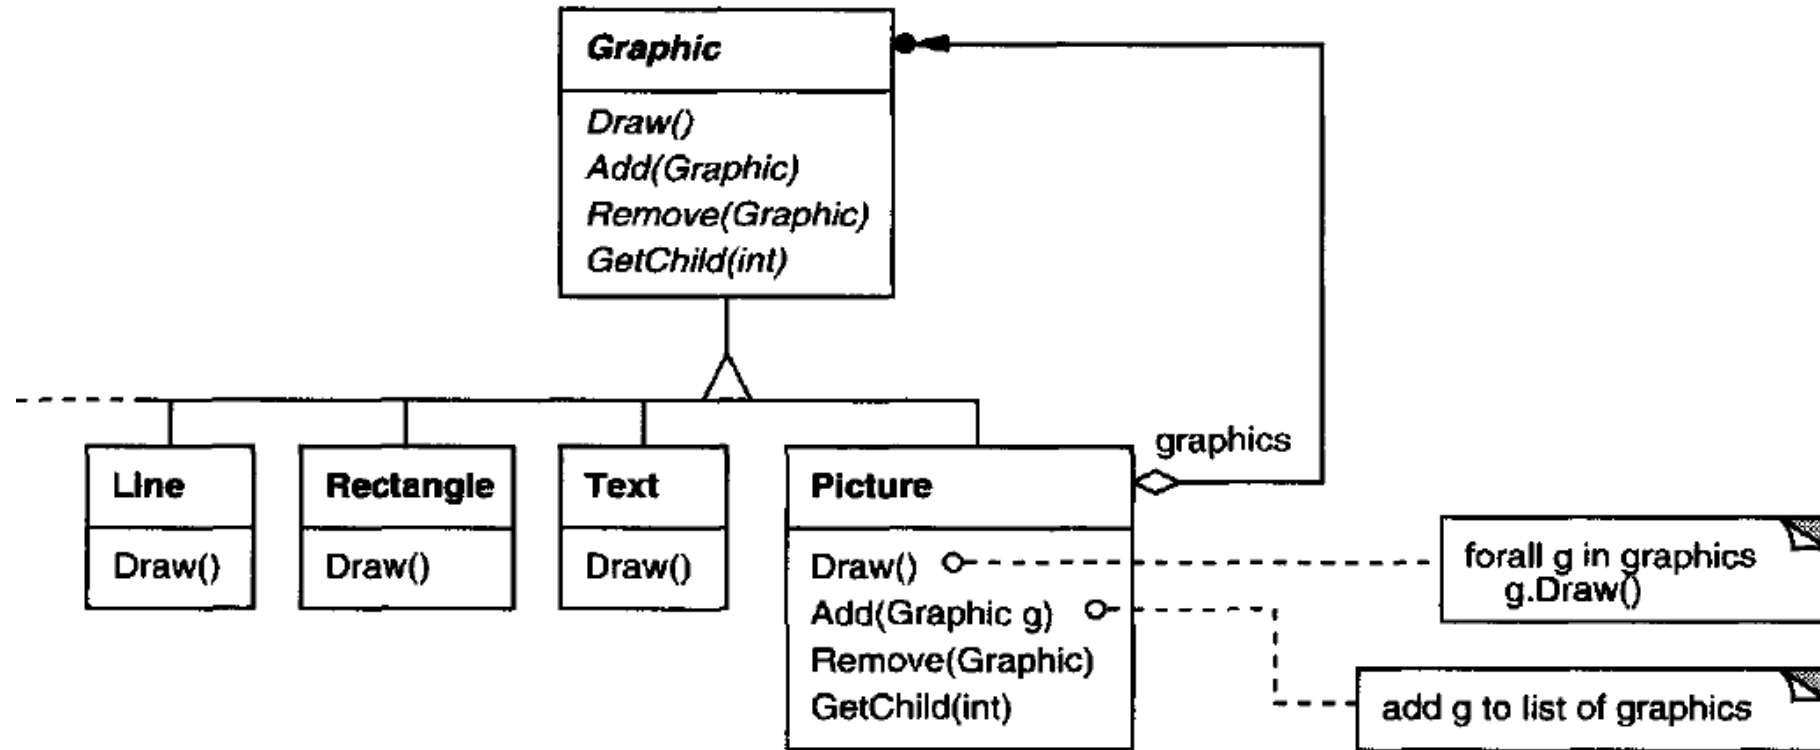 Graphic
Draw()
Add(Graphic)
Remove(Graphic)
GetChild(int)
graphics
Line
Draw()
Rectangle
Draw()
Text
Draw()
Picture
Draw()
Add(Graphic g)
Remove(Graphic)
GetChild(int)
forall g in graphics
g.Draw()
add g to list of graphics